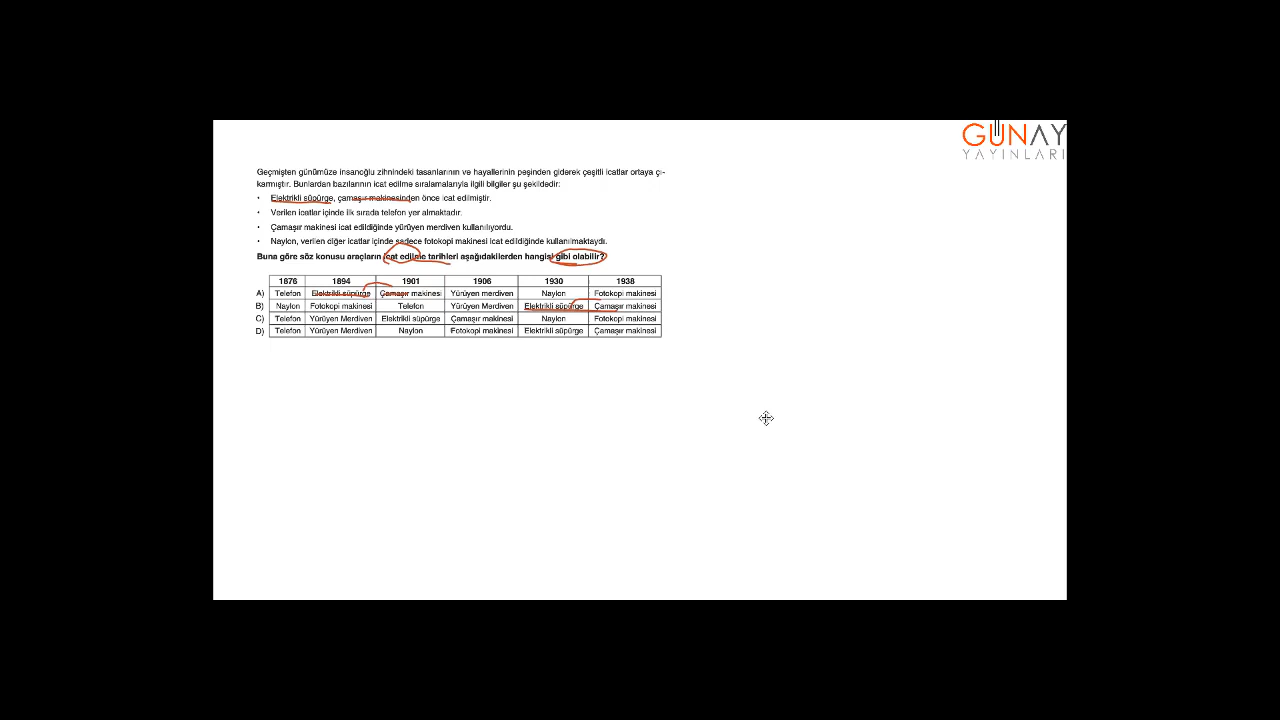 GÜNAY
YAYINLARI
Geçmişten günümüze insanoğlu zihnindeki tasarılarının ve hayallerinin peşinden giderek çeşitli icatlar ortaya çı-
karmıştır. Bunlardan bazılarının icat edilme sıralamalarıyla ilgili bilgiler şu şekildedir:
• Elektrikli süpürge, çamaşır makinesinden önce icat edilmiştir.
• Verilen icatlar içinde ilk sırada telefon yer almaktadır.
• Çamaşır makinesi icat edildiğinde yürüyen merdiven kullanılıyordu.
• Naylon, verilen diğer icatlar içinde sadece fotokopi makinesi icat edildiğinde kullanılmaktaydı.
Buna göre söz konusu araçların icat edilme tarihleri aşağıdakilerden hangisi gibi olabilir?
1876 1894 1901 1906 1930 1938
A) Telefon Elektrikli süpürge Çamaşır makinesi Yürüyen merdiven Naylon Fotokopi makinesi
B) Naylon Fotokopi makinesi Telefon Yürüyen Merdiven Elektrikli süpürge Çamaşır makinesi
C) Telefon Yürüyen Merdiven Elektrikli süpürge Çamaşır makinesi Naylon Fotokopi makinesi
D) Telefon Yürüyen Merdiven Naylon Fotokopi makinesi Elektrikli süpürge Çamaşır makinesi